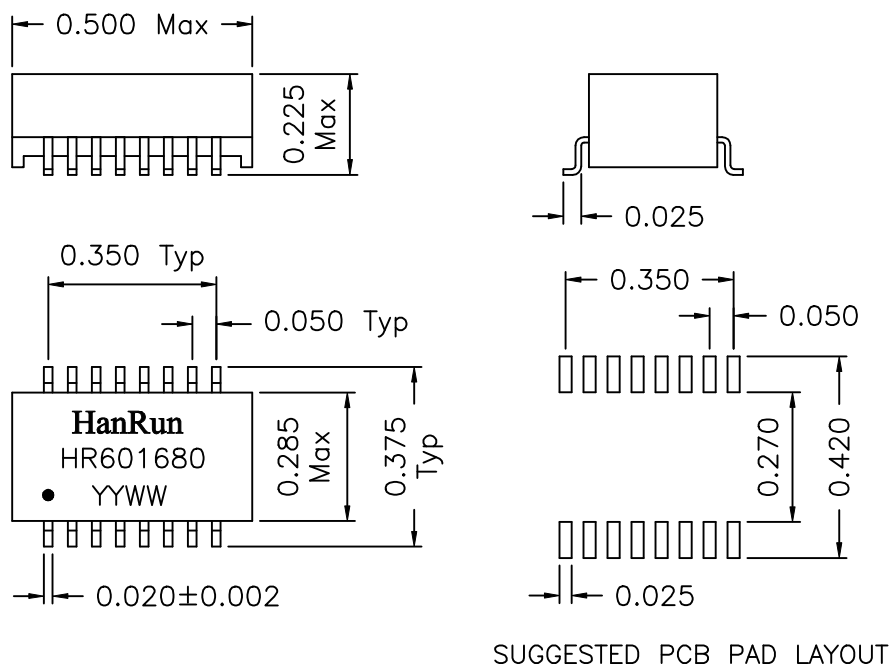 0.500 Max
0.225
Max
0.025
0.350 Typ
0.050 Typ
HanRun
HR601680
YYWW
0.285
Max
0.375
Typ
0.020±0.002
0.350
0.050
0.270
0.420
0.025
SUGGESTED PCB PAD LAYOUT